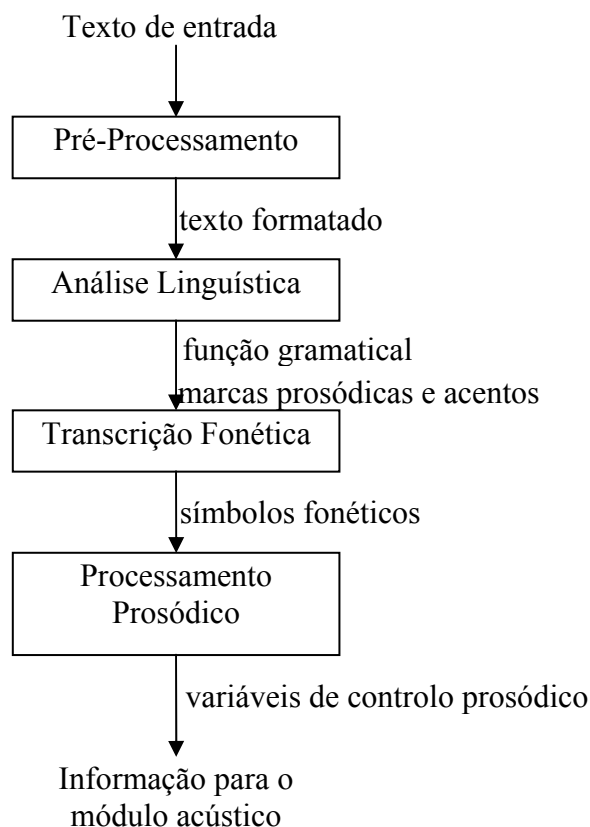 Texto de entrada
Pré-Processamento
texto formatado
Análise Linguística
função gramatical
marcas prosódicas e acentos
Transcrição Fonética
símbolos fonéticos
Processamento
Prosódico
variáveis de controlo prosódico
Informação para o
módulo acústico